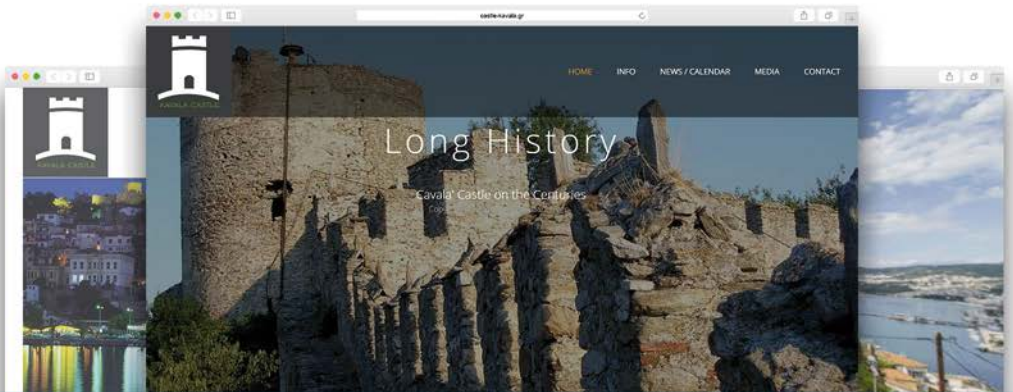 castle-kavala.gr
KAVALA CASTLE
HOME INFO NEWS / CALENDAR MEDIA CONTACT
KAVALA CASTLE
Long History
Cavala' Castle on the Centuries